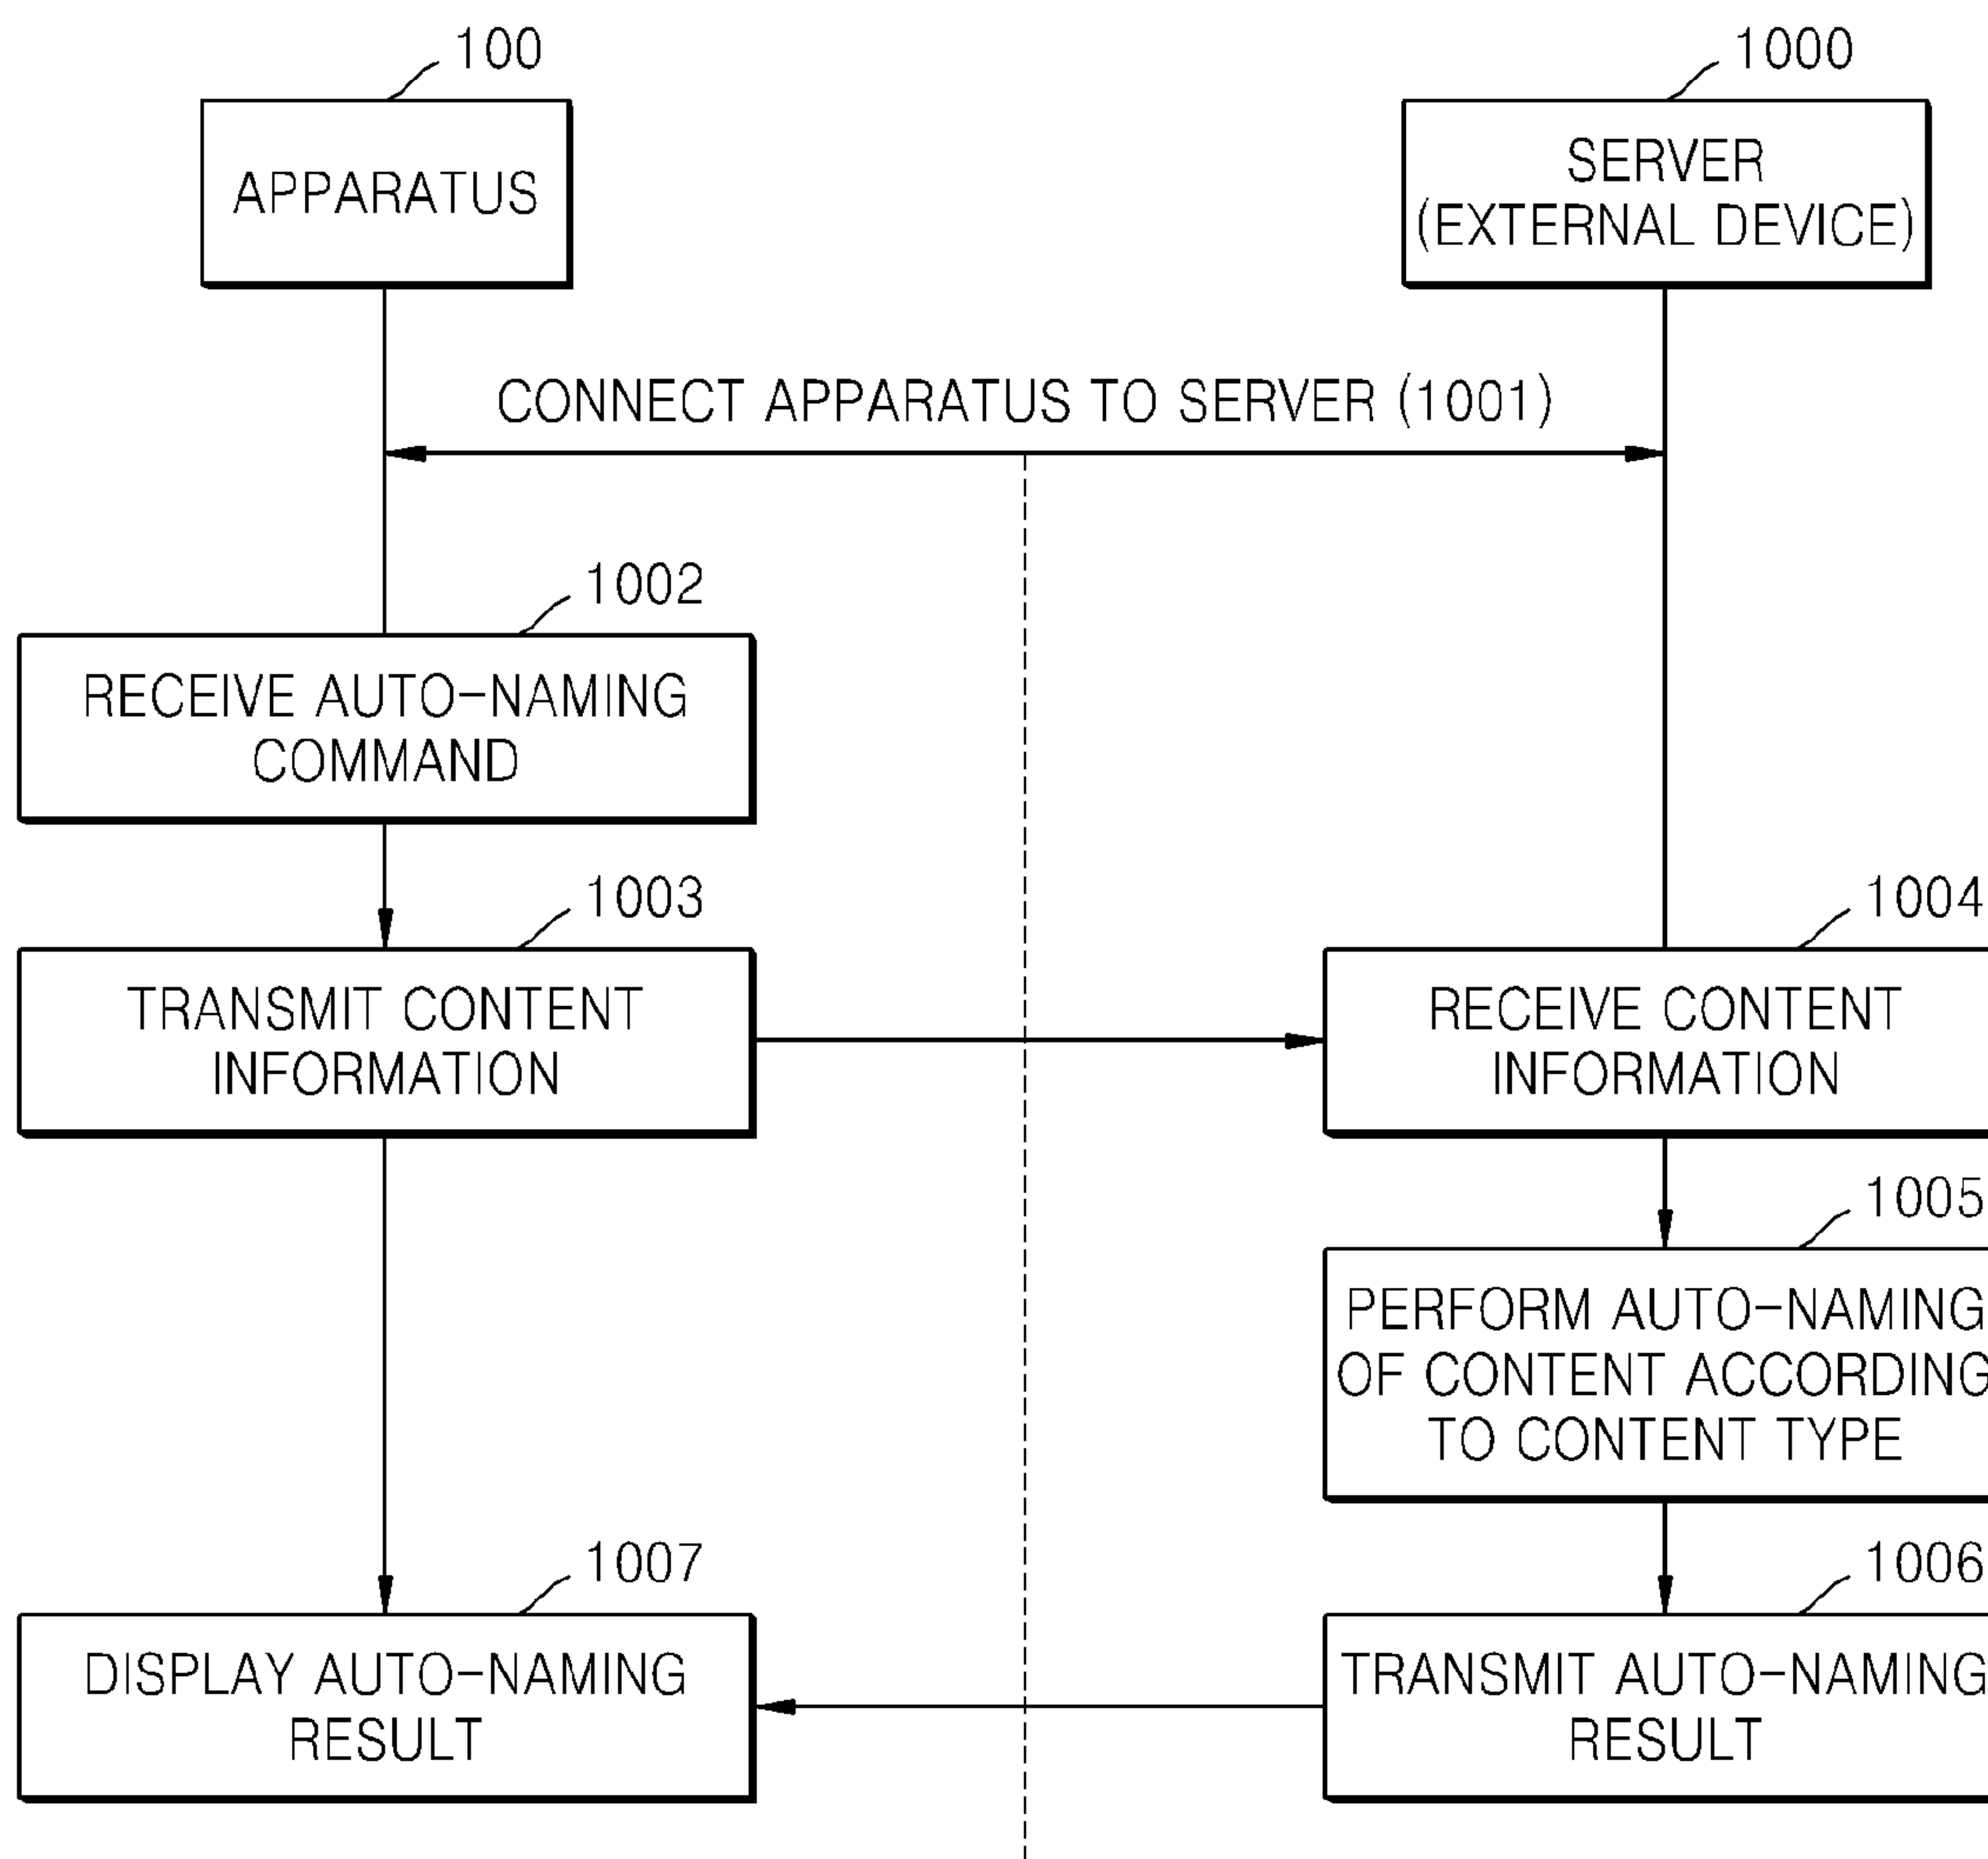 100
APPARATUS
1000
SERVER
(EXTERNAL DEVICE)
CONNECT APPARATUS TO SERVER (1001)
1002
RECEIVE AUTO-NAMING
COMMAND
1003
TRANSMIT CONTENT
INFORMATION
1004
RECEIVE CONTENT
INFORMATION
1005
PERFORM AUTO-NAMING
OF CONTENT ACCORDING
TO CONTENT TYPE
1007
DISPLAY AUTO-NAMING
RESULT
1006
TRANSMIT AUTO-NAMING
RESULT